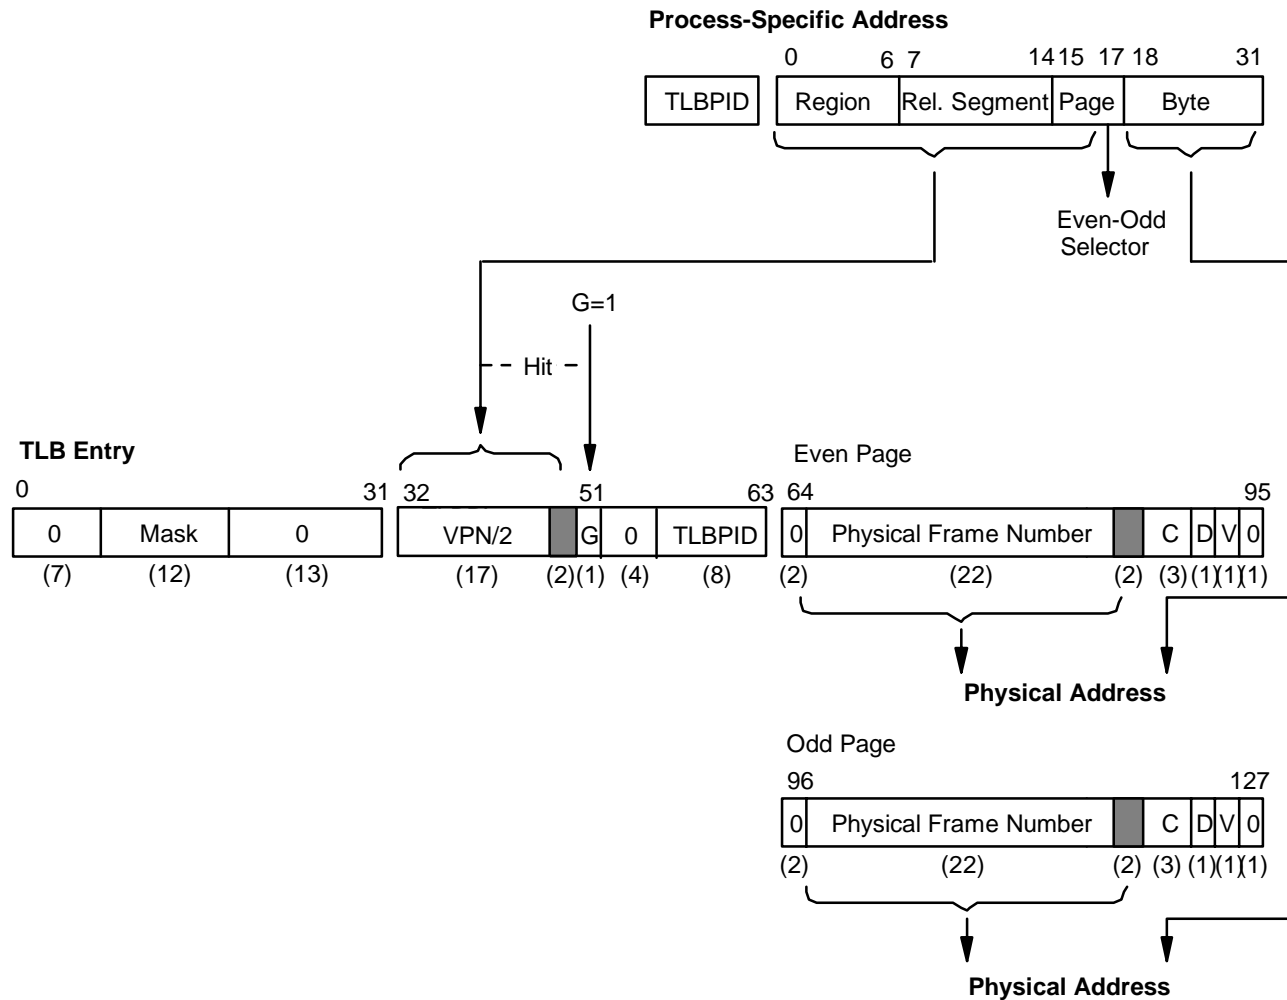 Process-Specific Address
0 6 7 14 15 17 18 31
TLBPID Region Rel. Segment Page Byte
Even-Odd
Selector
G=1
Hit
TLB Entry
Even Page
0 31 32 51 63 64 95
0 Mask 0 VPN/2 G 0 TLBPID 0 Physical Frame Number C D V 0
(7) (12) (13) (17) (2) (1) (4) (8) (2) (22) (2) (3) (1) (1) (1)
Physical Address
Odd Page
96 127
0 Physical Frame Number C D V 0
(2) (22) (2) (3) (1) (1) (1)
Physical Address